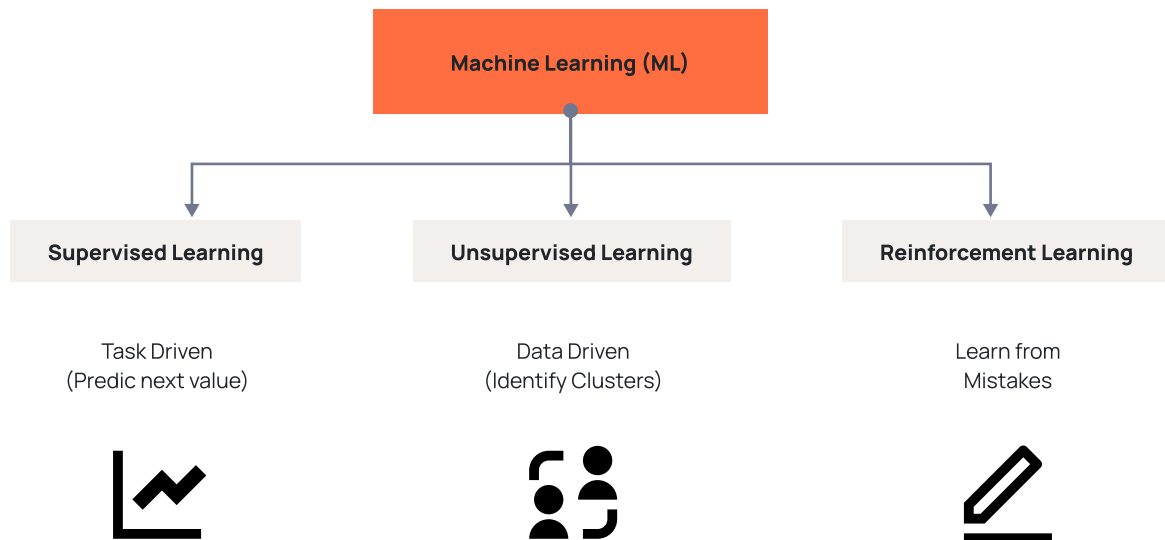 Machine Learning (ML)
Supervised Learning
Unsupervised Learning
Reinforcement Learning
Task Driven
(Predic next value)
Data Driven
(Identify Clusters)
Learn from
Mistakes